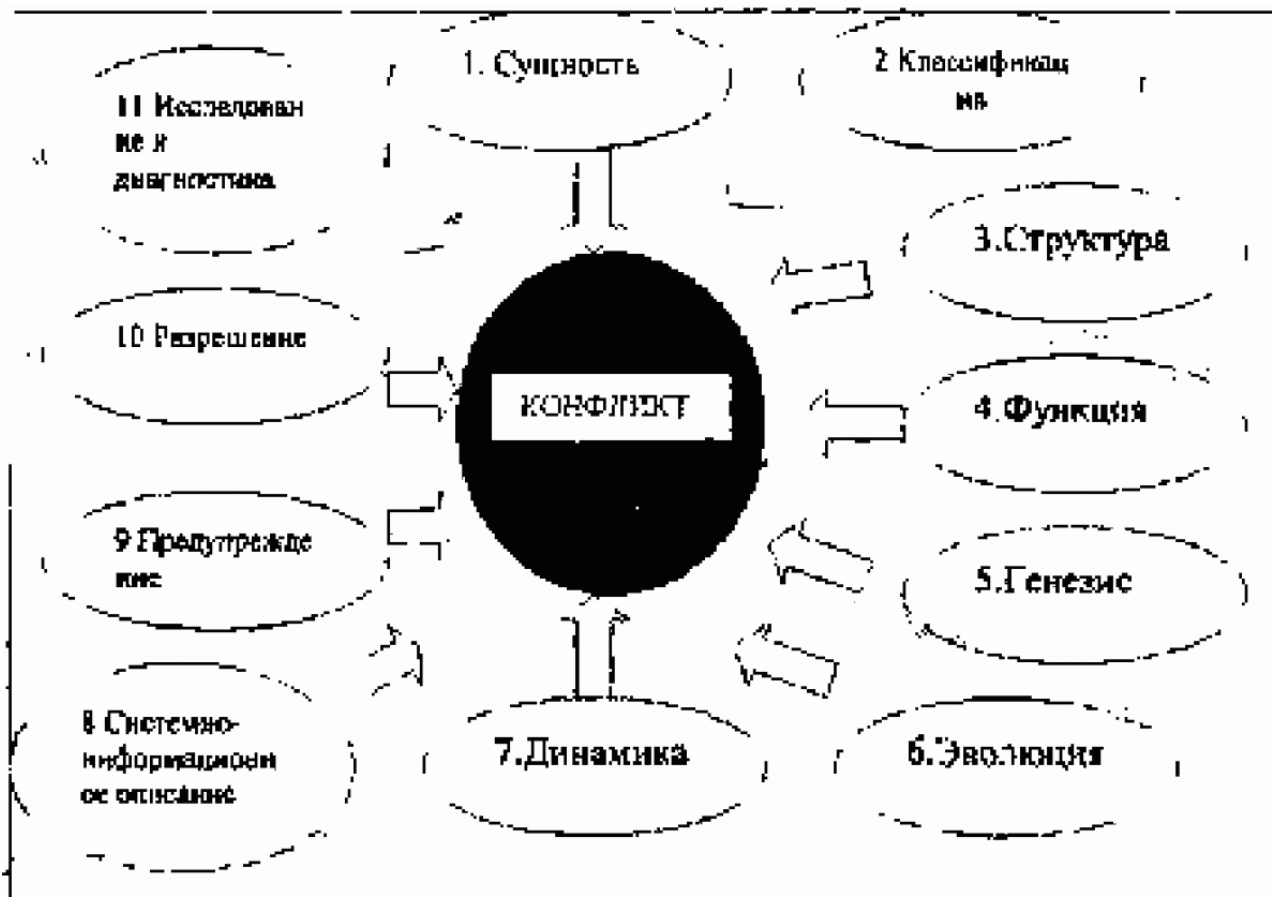 1. Сущность
2 Классификац
ия
3.Структура
4.Функция
5.Генезис
6.Эволюция
7.Динамика
8 Системно-
информационн
ое описание
9 Предупрежде
ние
10 Разрешение
11 Исследован
ие и
диагностика
КОНФЛИКТ